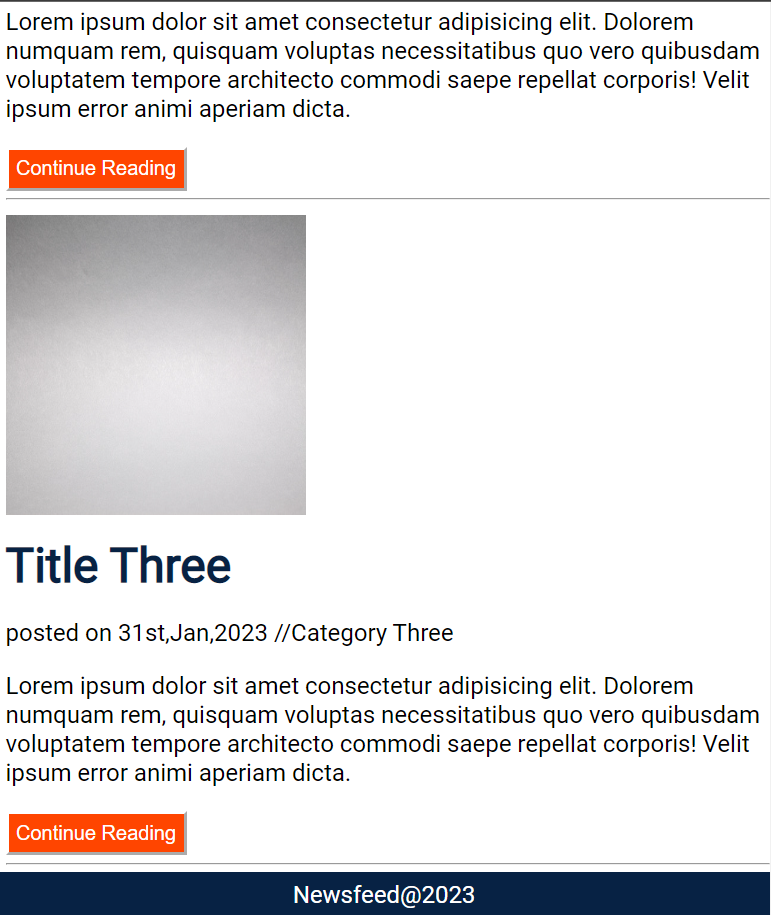 Lorem ipsum dolor sit amet consectetur adipisicing elit. Dolorem
numquam rem, quisquam voluptas necessitatibus quo vero quibusdam
voluptatem tempore architecto commodi saepe repellat corporis! Velit
ipsum error animi aperiam dicta.
Continue Reading
Title Three
posted on 31st,Jan,2023 //Category Three
Lorem ipsum dolor sit amet consectetur adipisicing elit. Dolorem
numquam rem, quisquam voluptas necessitatibus quo vero quibusdam
voluptatem tempore architecto commodi saepe repellat corporis! Velit
ipsum error animi aperiam dicta.
Continue Reading
Newsfeed@2023